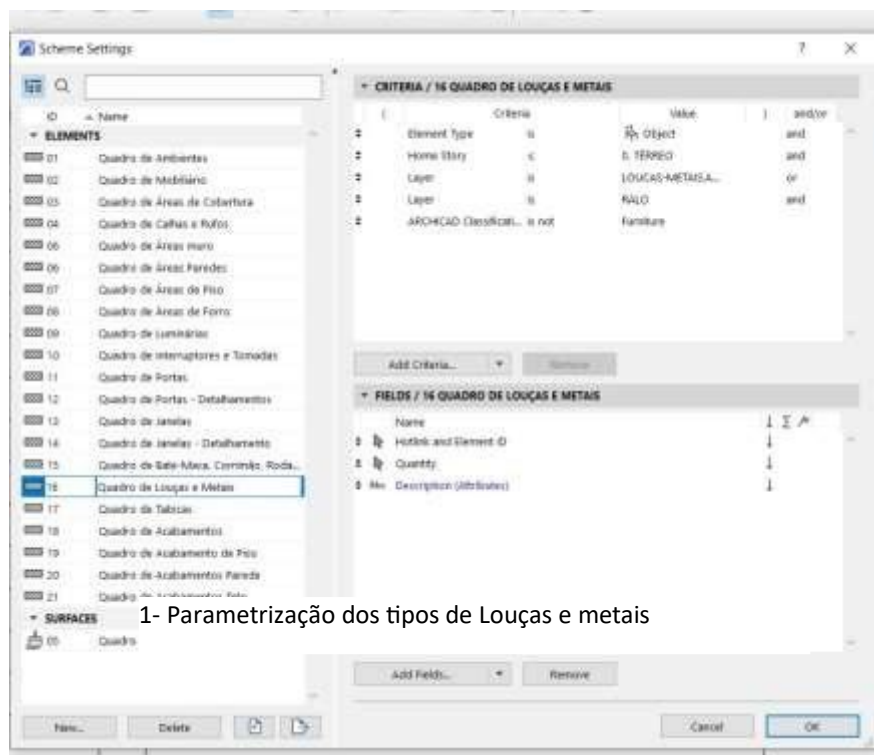 Scheme Settings
? ×
ID Name
ELEMENTS
01 Quadro de Ambientes
02 Quadro de Mobiliário
03 Quadro de Áreas de Cobertura
04 Quadro de Calhas e Rufos
Quadro de Áreas muro
06 Quadro de Áreas Paredes
07 Quadro de Áreas de Piso
08 Quadro de Áreas de Forro
09 Quadro de Luminárias
10 Quadro de Interruptores e Tomadas
11 Quadro de Portas
12 Quadro de Portas - Detalhamentos
13 Quadro de Janelas
14 Quadro de Janelas - Detalhamento
15 Quadro de Bate-Maca, Corrimão, Roda...
16 Quadro de Louças e Metais
17 Quadro de Tabicas
18 Quadro de Acabamentos
19 Quadro de Acabamento de Piso
20 Quadro de Acabamentos Parede
21 Quadro de Acabamentos Teto
SURFACES
05 Quadro
New... Delete
CRITERIA / 16 QUADRO DE LOUÇAS E METAIS
( Criteria Value ) and/or
Element Type is Object and
Home Story is 0. TÉRREO and
Layer is LOUCAS-METAIS.A... or
Layer is RALO and
ARCHICAD Classificati... is not Furniture
Add Criteria... Remove
FIELDS / 16 QUADRO DE LOUÇAS E METAIS
Name
Hotlink and Element ID
Quantity
Description (Attributes)
1- Parametrização dos tipos de Louças e metais
Add Fields... Remove
Cancel OK